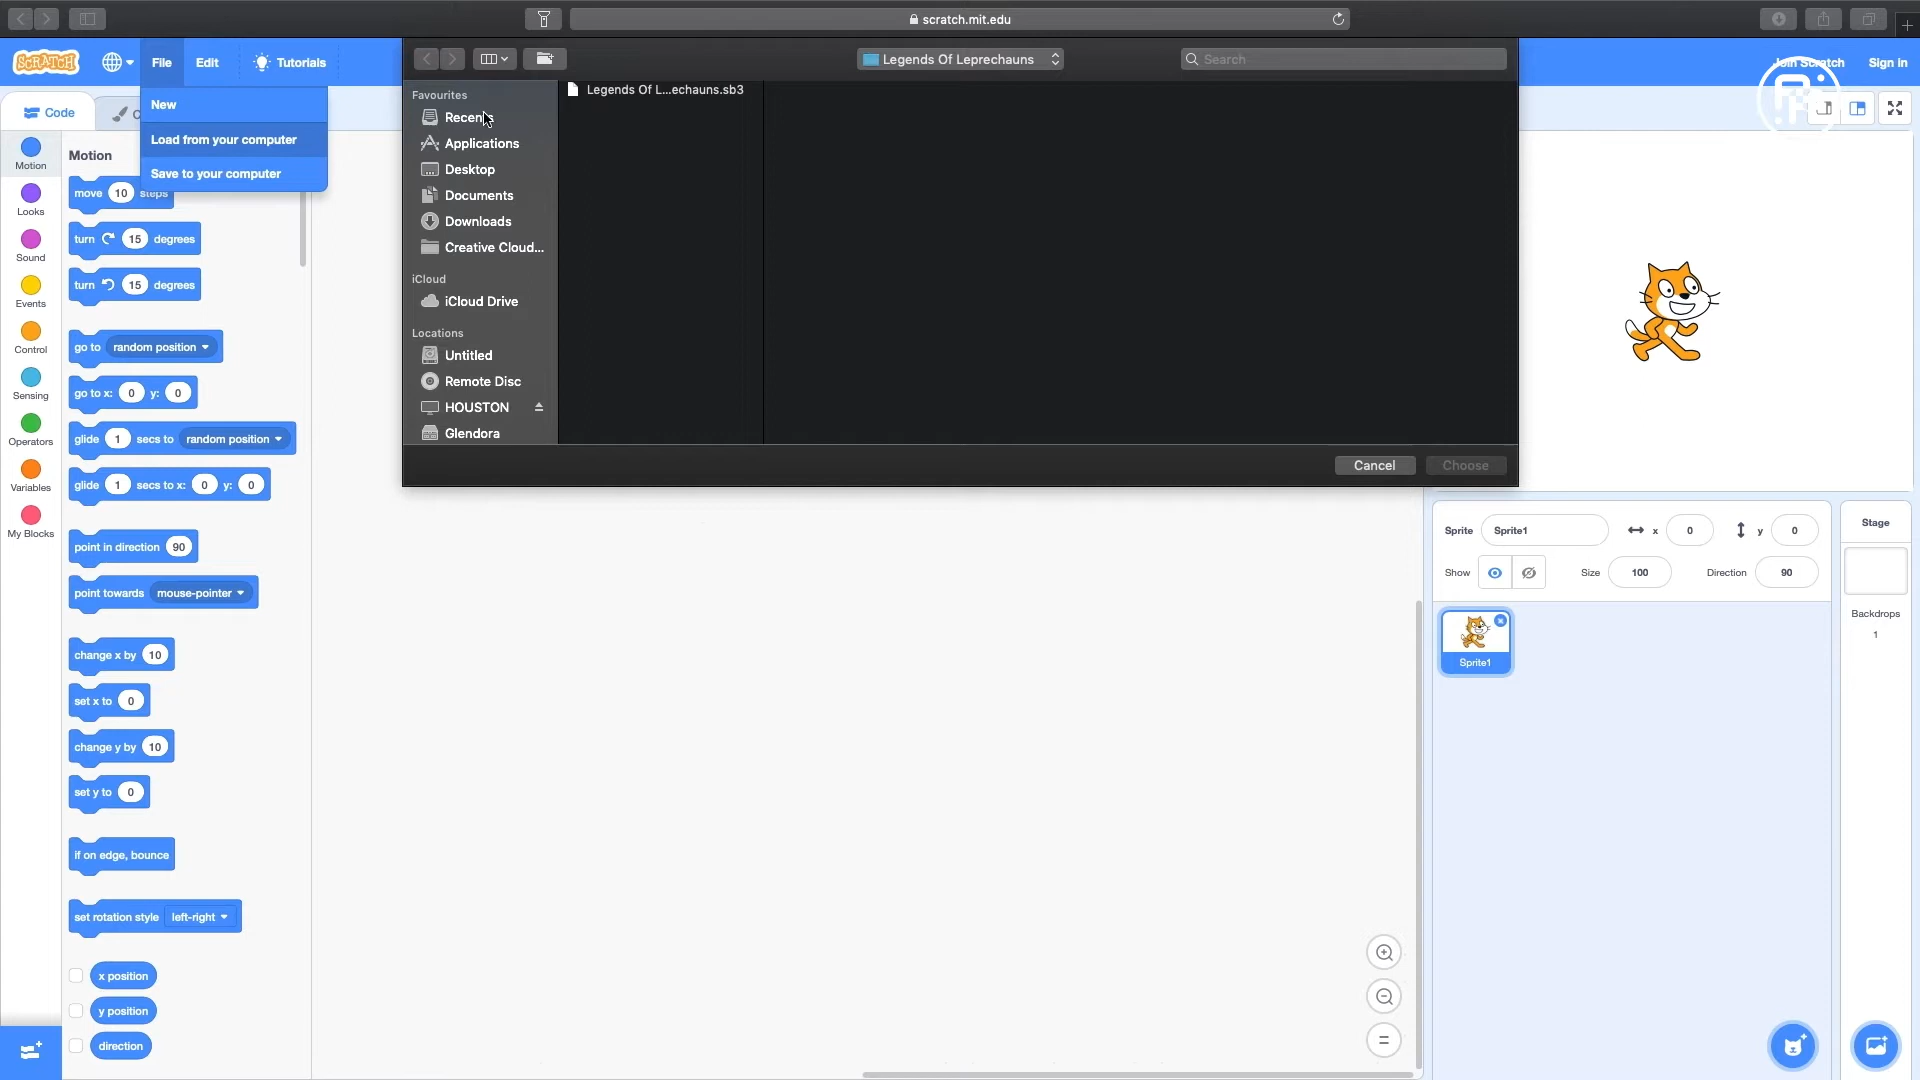 scratch.mit.edu
SCRATCH
File
Edit
Tutorials
Join Scratch
Sign in
New
Load from your computer
Save to your computer
Legends Of Leprechauns
Search
Favourites
Recents
Applications
Desktop
Documents
Downloads
Creative Cloud...
iCloud
iCloud Drive
Locations
Untitled
Remote Disc
HOUSTON
Glendora
Legends Of L...echauns.sb3
Cancel
Choose
Code
C
Motion
Looks
Sound
Events
Control
Sensing
Operators
Variables
My Blocks
Motion
move 10 steps
turn 15 degrees
turn 15 degrees
go to random position
go to x: 0 y: 0
glide 1 secs to random position
glide 1 secs to x: 0 y: 0
point in direction 90
point towards mouse-pointer
change x by 10
set x to 0
change y by 10
set y to 0
if on edge, bounce
set rotation style left-right
x position
y position
direction
Sprite Sprite1 x 0 y 0
Show Size 100 Direction 90
Sprite1
Stage
Backdrops
1